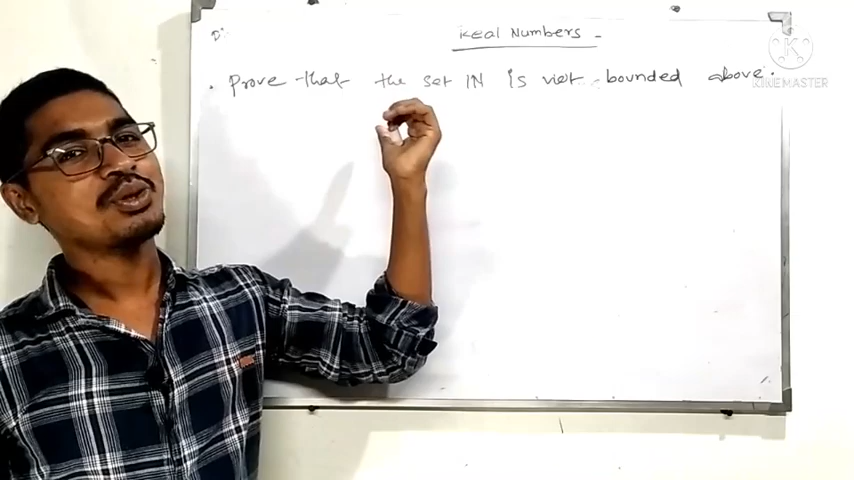 Real Numbers -
. Prove that the set IN is not bounded above.
KINEMASTER